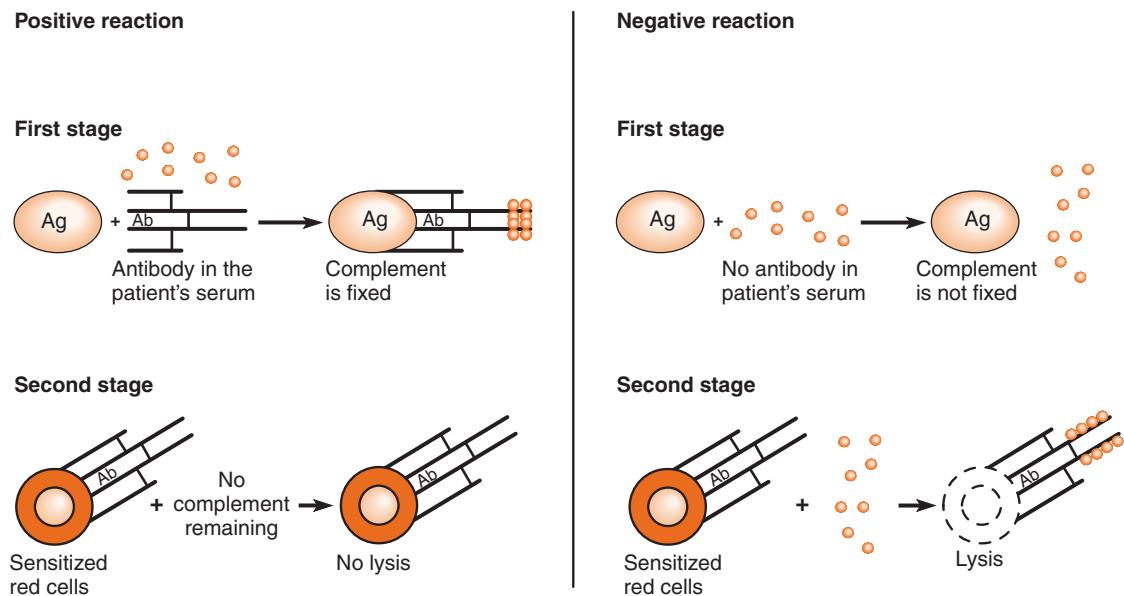 Positive reaction
First stage
Ag
+
Ab
Antibody in the
patient's serum
Ag
Ab
Complement
is fixed
Second stage
Ab
Sensitized
red cells
+
No
complement
remaining
Ab
No lysis
Negative reaction
First stage
Ag
+
No antibody in
patient's serum
Ag
Complement
is not fixed
Second stage
Ab
Sensitized
red cells
+
Ab
Lysis